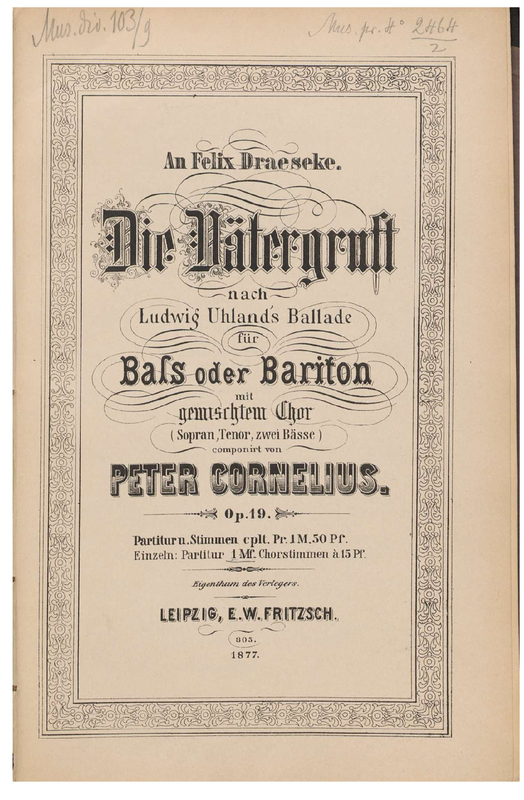 Mus. div. 103/9
Mus. pr. 4° 2464/2
An Felix Draeseke.
Die Vätergruft
nach
Ludwig Uhland's Ballade
für
Baſs oder Bariton
mit
gemischtem Chor
(Sopran, Tenor, zwei Bässe)
componirt von
PETER CORNELIUS.
Op. 19.
Partitur u. Stimmen cplt. Pr. 1 M. 50 Pf.
Einzeln: Partitur 1 Mf. Chorstimmen à 15 Pf.
Eigenthum des Verlegers.
LEIPZIG, E. W. FRITZSCH.
1877.